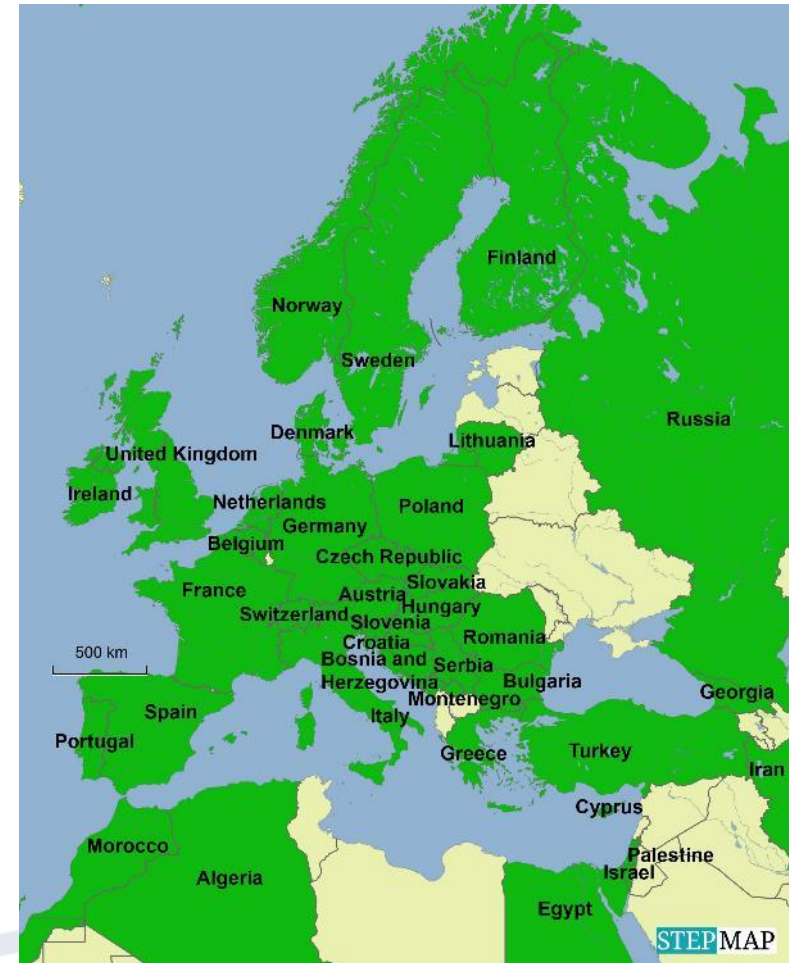 Finland
Norway
Sweden
Russia
Denmark
Lithuania
United Kingdom
Ireland
Netherlands
Poland
Germany
Belgium
Czech Republic
Slovakia
France
Austria
Hungary
Switzerland
Slovenia
Croatia
Romania
500 km
Bosnia and
Herzegovina
Serbia
Bulgaria
Montenegro
Georgia
Spain
Italy
Portugal
Greece
Turkey
Iran
Cyprus
Morocco
Palestine
Israel
Algeria
Egypt
STEPMAP